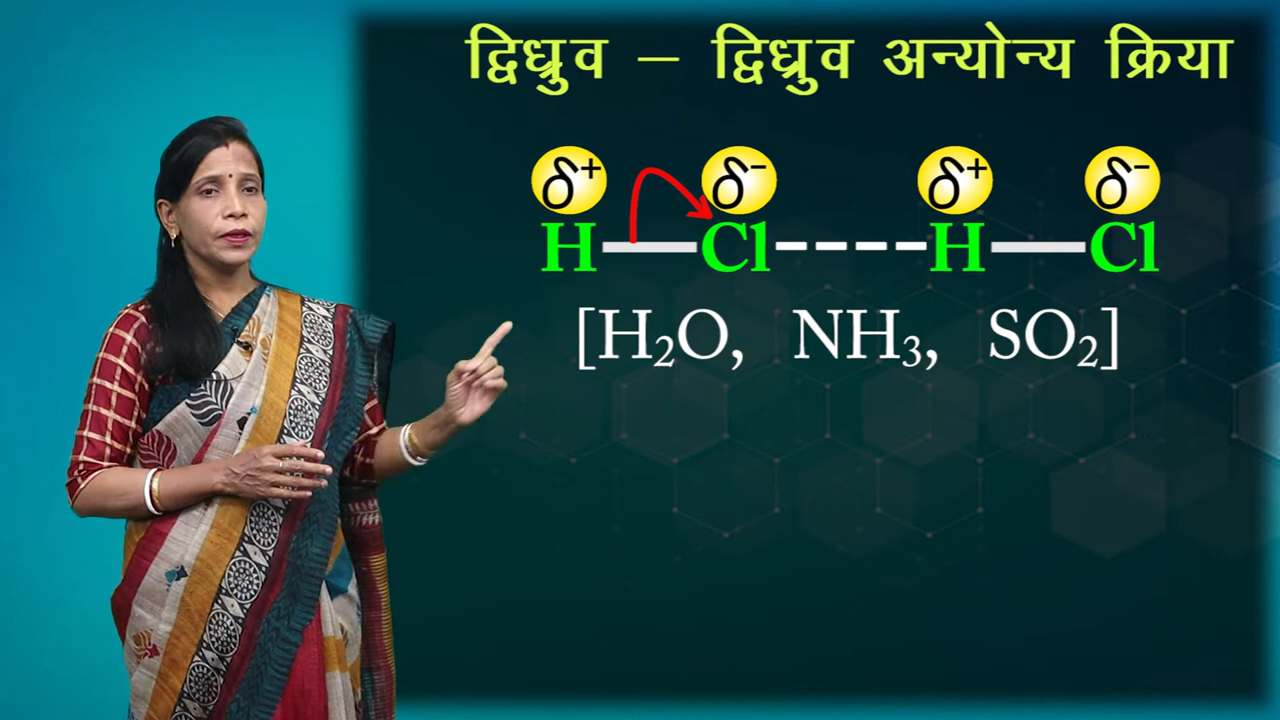 द्विध्रुव – द्विध्रुव अन्योन्य क्रिया
δ+ δ– δ+ δ–
H — Cl ---- H — Cl
[H₂O, NH₃, SO₂]